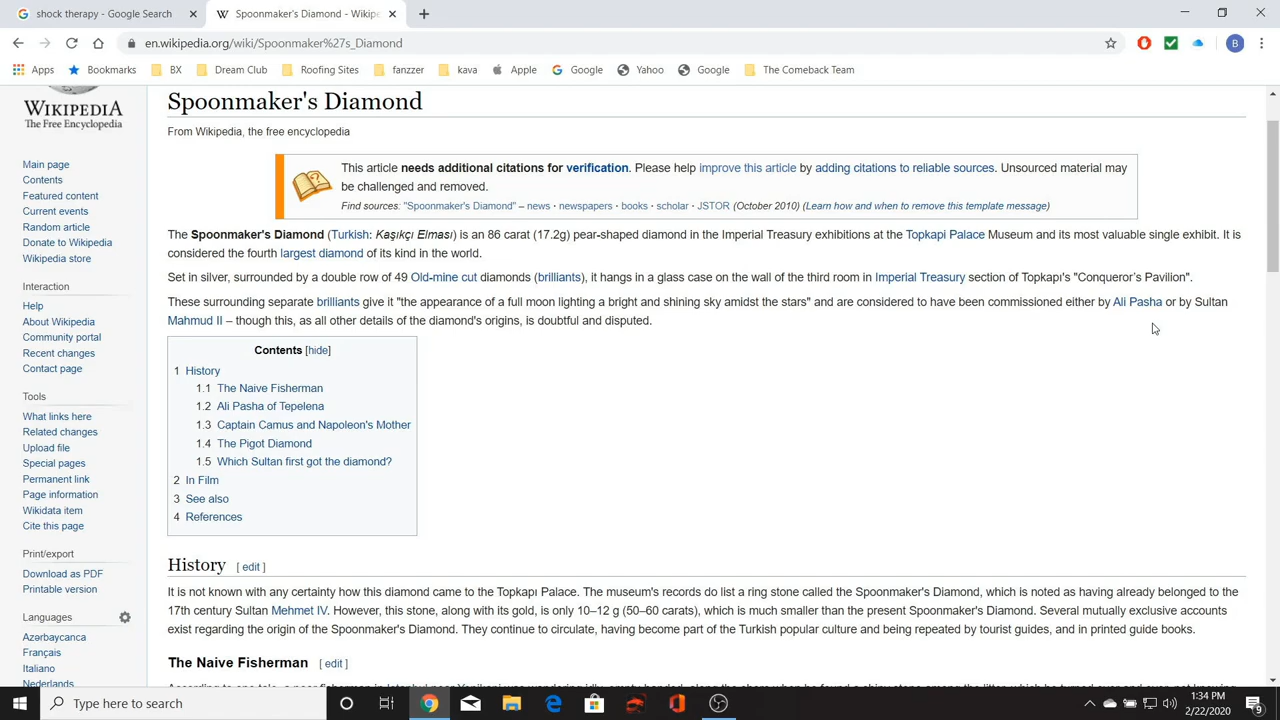 shock therapy - Google Search
Spoonmaker's Diamond - Wikipe
en.wikipedia.org/wiki/Spoonmaker%27s_Diamond
B
Apps Bookmarks BX Dream Club Roofing Sites fanzzer kava Apple Google Yahoo Google The Comeback Team
WIKIPEDIA
The Free Encyclopedia
Main page
Contents
Featured content
Current events
Random article
Donate to Wikipedia
Wikipedia store
Interaction
Help
About Wikipedia
Community portal
Recent changes
Contact page
Tools
What links here
Related changes
Upload file
Special pages
Permanent link
Page information
Wikidata item
Cite this page
Print/export
Download as PDF
Printable version
Languages
Azərbaycanca
Français
Italiano
Nederlands
Spoonmaker's Diamond
From Wikipedia, the free encyclopedia
This article needs additional citations for verification. Please help improve this article by adding citations to reliable sources. Unsourced material may
be challenged and removed.
Find sources: "Spoonmaker's Diamond" – news · newspapers · books · scholar · JSTOR (October 2010) (Learn how and when to remove this template message)
The Spoonmaker's Diamond (Turkish: Kaşıkçı Elması) is an 86 carat (17.2g) pear-shaped diamond in the Imperial Treasury exhibitions at the Topkapi Palace Museum and its most valuable single exhibit. It is
considered the fourth largest diamond of its kind in the world.
Set in silver, surrounded by a double row of 49 Old-mine cut diamonds (brilliants), it hangs in a glass case on the wall of the third room in Imperial Treasury section of Topkapı's "Conqueror's Pavilion".
These surrounding separate brilliants give it "the appearance of a full moon lighting a bright and shining sky amidst the stars" and are considered to have been commissioned either by Ali Pasha or by Sultan
Mahmud II – though this, as all other details of the diamond's origins, is doubtful and disputed.
Contents [hide]
1 History
1.1 The Naive Fisherman
1.2 Ali Pasha of Tepelena
1.3 Captain Camus and Napoleon's Mother
1.4 The Pigot Diamond
1.5 Which Sultan first got the diamond?
2 In Film
3 See also
4 References
History [ edit ]
It is not known with any certainty how this diamond came to the Topkapı Palace. The museum's records do list a ring stone called the Spoonmaker's Diamond, which is noted as having already belonged to the
17th century Sultan Mehmet IV. However, this stone, along with its gold, is only 10–12 g (50–60 carats), which is much smaller than the present Spoonmaker's Diamond. Several mutually exclusive accounts
exist regarding the origin of the Spoonmaker's Diamond. They continue to circulate, having become part of the Turkish popular culture and being repeated by tourist guides, and in printed guide books.
The Naive Fisherman [ edit ]
Type here to search
1:34 PM
2/22/2020
9